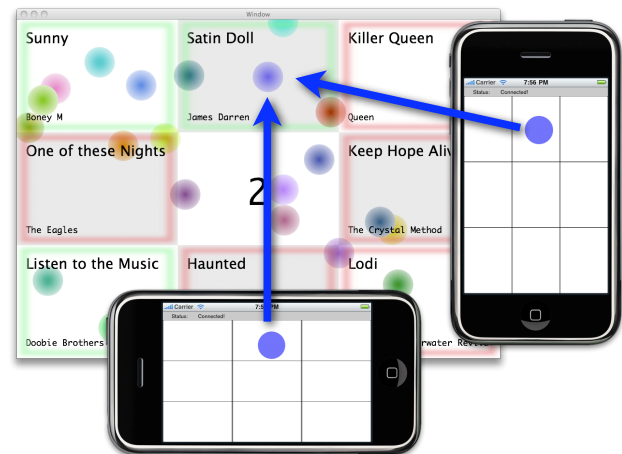 Window
Sunny
Boney M
Satin Doll
James Darren
Killer Queen
Queen
One of these Nights
The Eagles
2
Keep Hope Aliv
The Crystal Method
Listen to the Music
Doobie Brothers
Haunted
Lodi
rwater Reviv
Carrier 7:56 PM
Status: Connected!
Carrier 7:5 PM
Status: Connected!